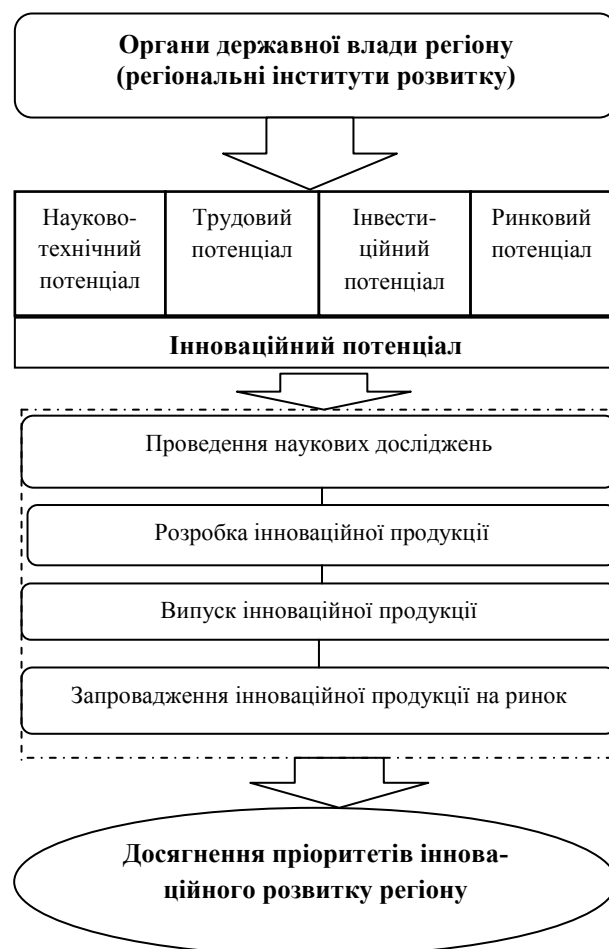 Органи державної влади регіону
(регіональні інститути розвитку)
Науково-
технічний
потенціал
Трудовий
потенціал
Інвести-
ційний
потенціал
Ринковий
потенціал
Інноваційний потенціал
Проведення наукових досліджень
Розробка інноваційної продукції
Випуск інноваційної продукції
Запровадження інноваційної продукції на ринок
Досягнення пріоритетів іннова-
ційного розвитку регіону